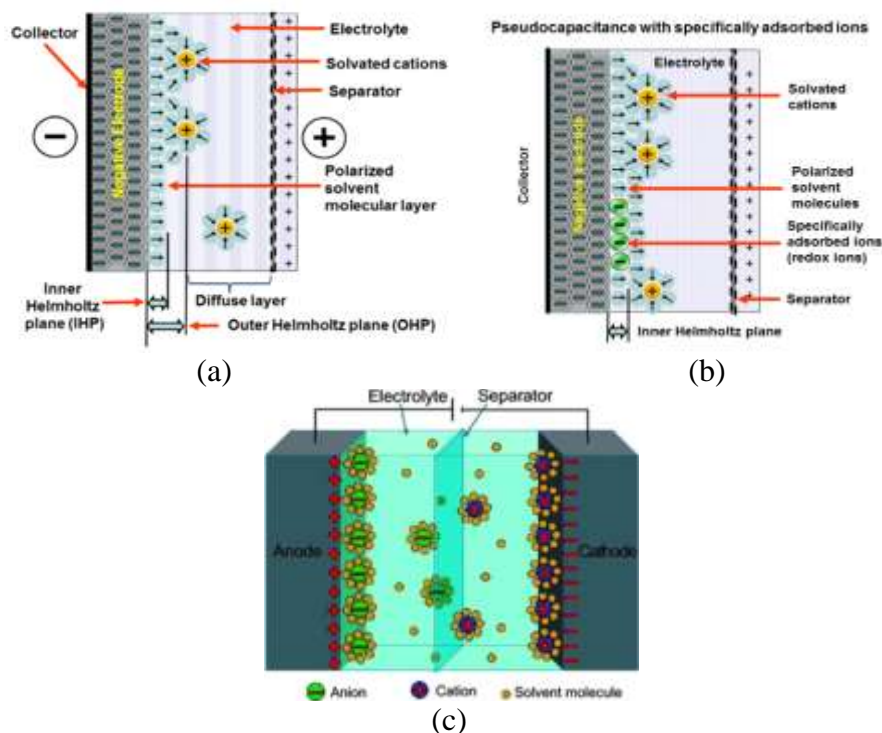 Collector
Electrolyte
Solvated cations
Separator
Negative Electrode
Polarized
solvent
molecular layer
Inner
Helmholtz
plane (IHP)
Diffuse layer
Outer Helmholtz plane (OHP)
(a)
Pseudocapacitance with specifically adsorbed ions
Electrolyte
Solvated
cations
Collector
Polarized
solvent
molecules
Specifically
adsorbed ions
(redox ions)
Separator
Inner Helmholtz plane
(b)
Electrolyte
Separator
Anode
Cathode
Anion
Cation
Solvent molecule
(c)